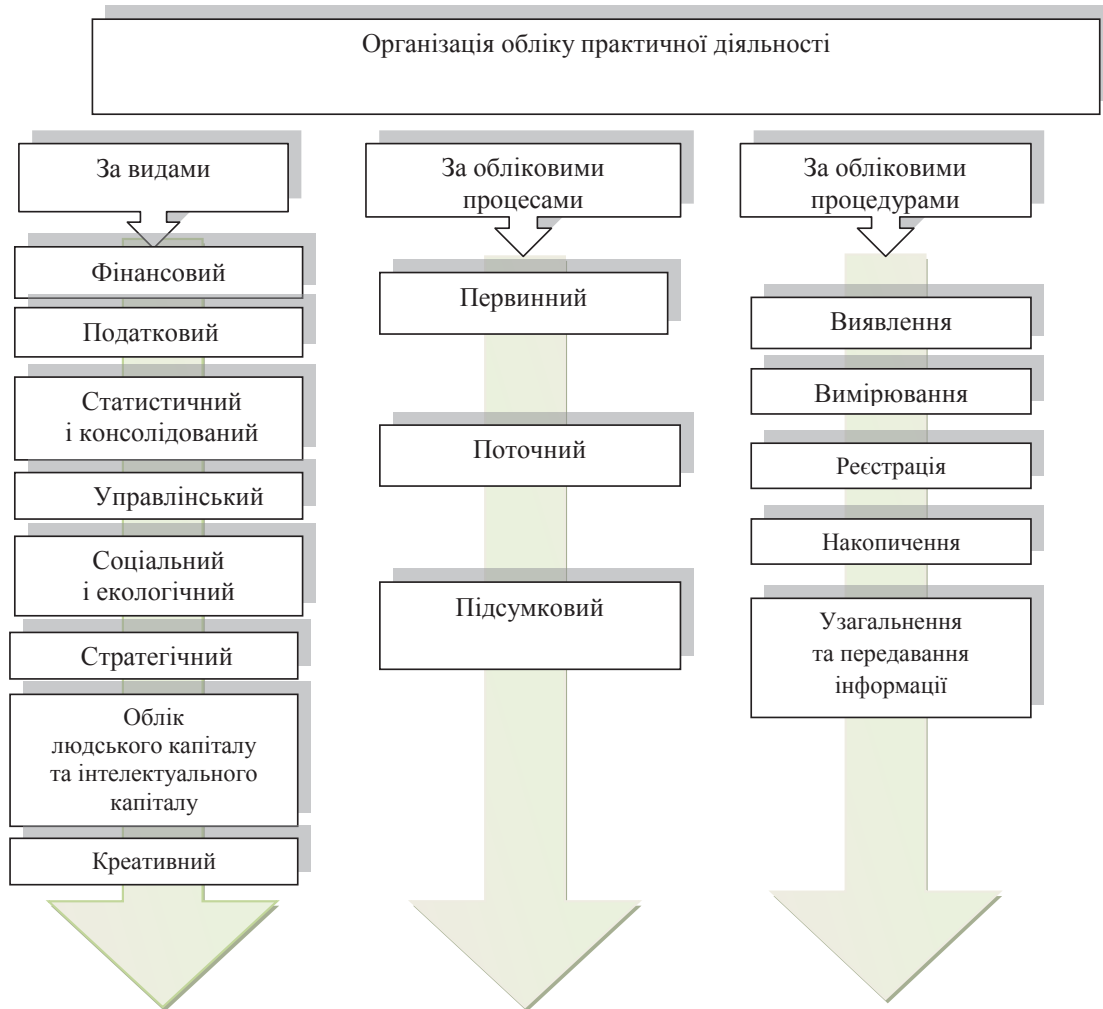 Організація обліку практичної діяльності
За видами
Фінансовий
Податковий
Статистичний
і консолідований
Управлінський
Соціальний
і екологічний
Стратегічний
Облік
людського капіталу
та інтелектуального
капіталу
Креативний
За обліковими
процесами
Первинний
Поточний
Підсумковий
За обліковими
процедурами
Виявлення
Вимірювання
Реєстрація
Накопичення
Узагальнення
та передавання
інформації